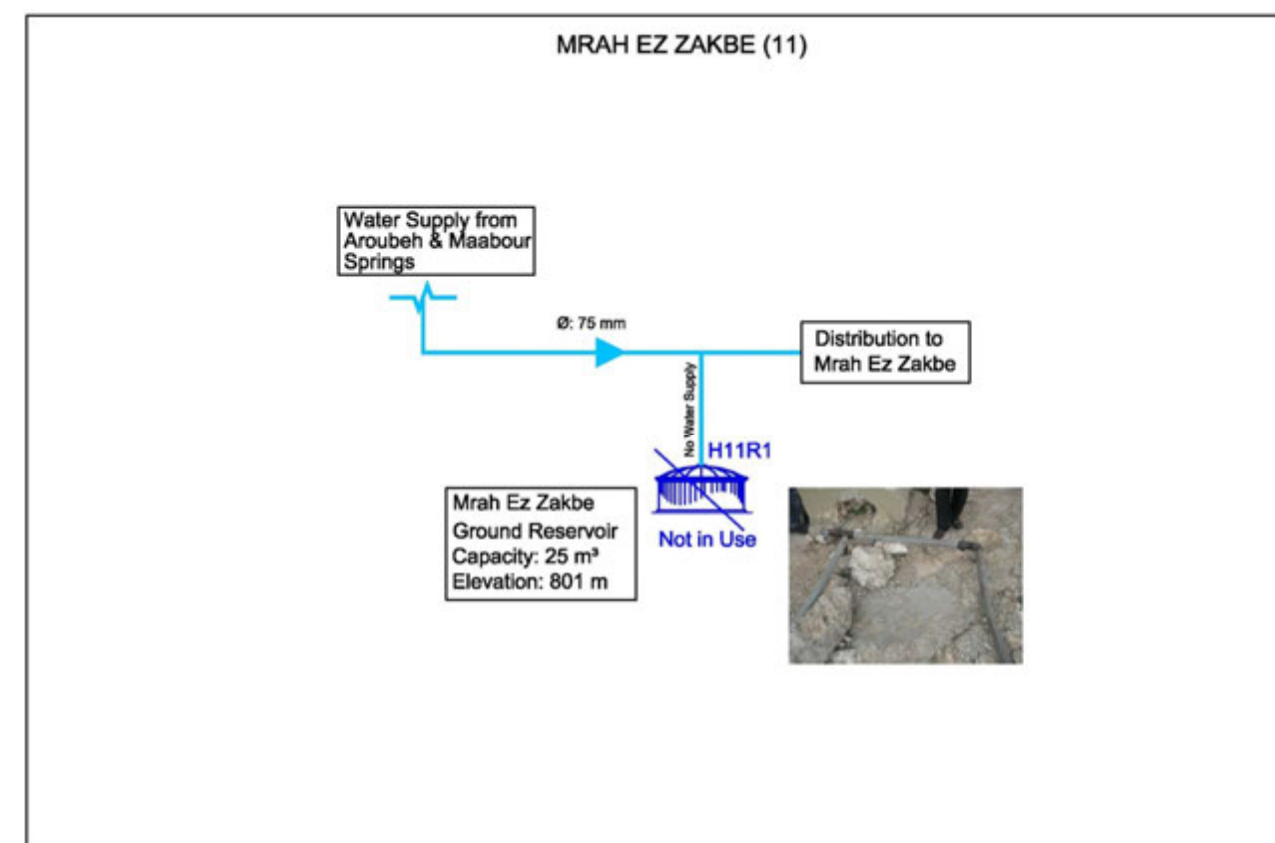 MRAH EZ ZAKBE (11)
Water Supply from
Aroubeh & Maabour
Springs
Ø: 75 mm
Distribution to
Mrah Ez Zakbe
No Water Supply
H11R1
Mrah Ez Zakbe
Ground Reservoir
Capacity: 25 m³
Elevation: 801 m
Not in Use